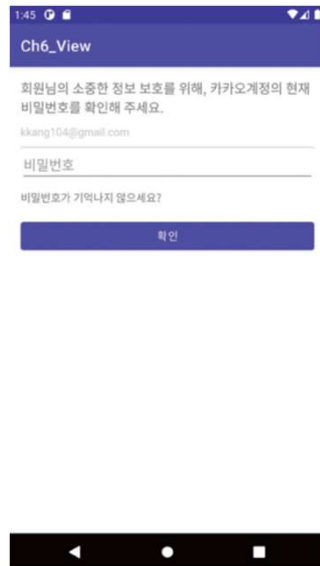 1:45
Ch6_View
회원님의 소중한 정보 보호를 위해, 카카오계정의 현재
비밀번호를 확인해 주세요.
kkang104@gmail.com
비밀번호
비밀번호가 기억나지 않으세요?
확인